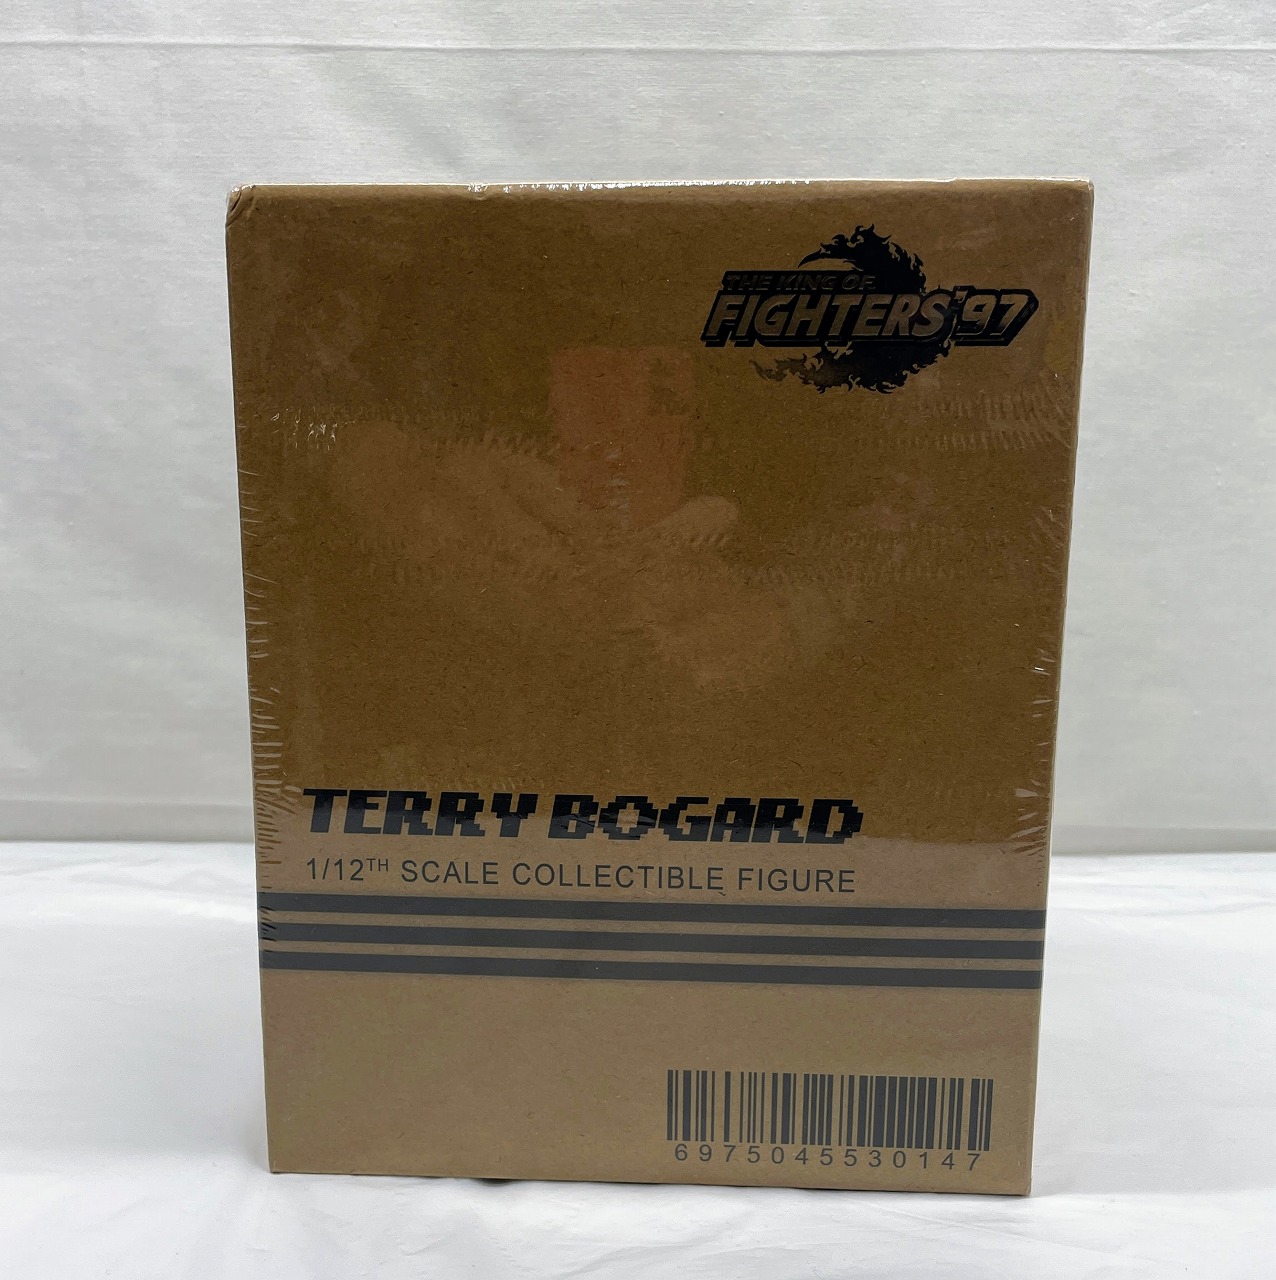 THE KING OF
FIGHTERS'97
TERRY BOGARD
1/12TH SCALE COLLECTIBLE FIGURE
6975045530147